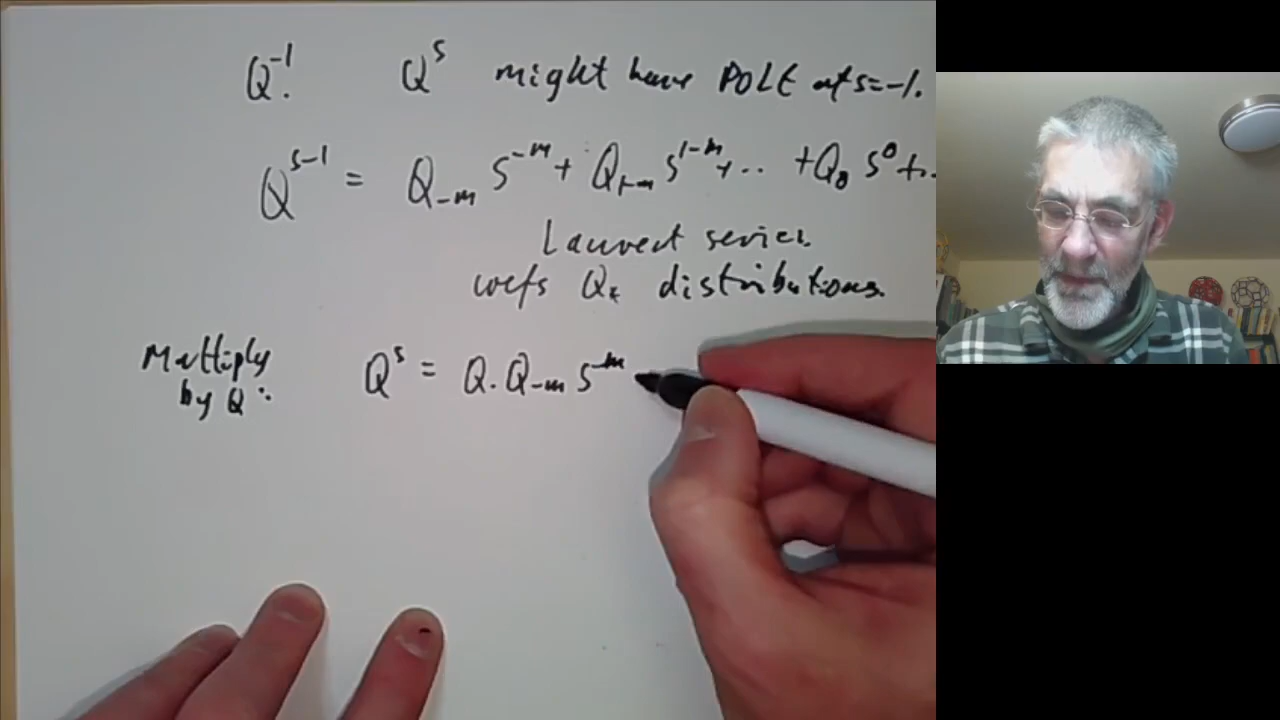 Q⁻¹. Qˢ might have POLE at s=-1.
Qˢ⁻¹ = Q₋ₘ s⁻ᵐ + Q₁₋ₘ s¹⁻ᵐ + .. + Q₀ s⁰ + ..
Laurent series.
coefs Qₖ distributions.
Multiply by Q : Qˢ = Q. Q₋ₘ s⁻ᵐ